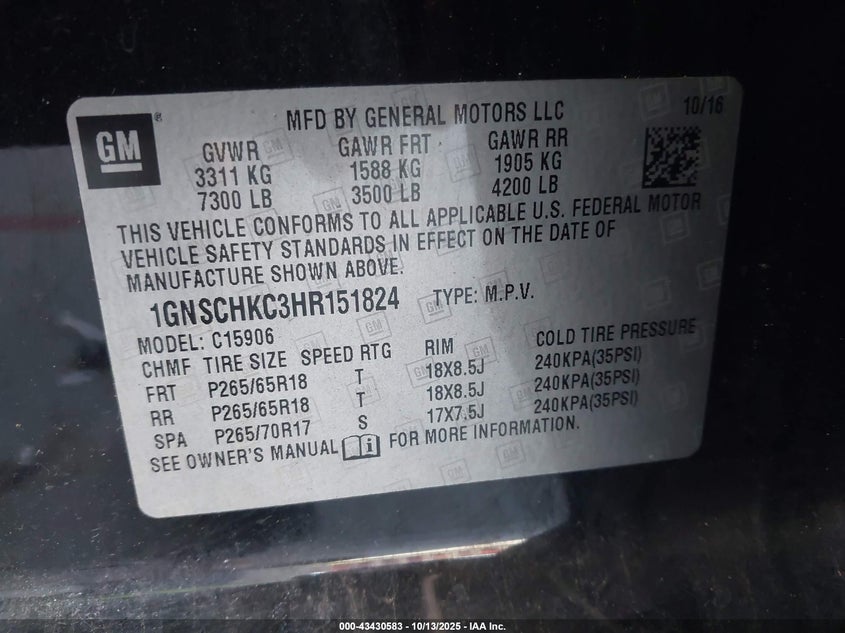 GM
MFD BY GENERAL MOTORS LLC 10/16
GVWR GAWR FRT GAWR RR
3311 KG 1588 KG 1905 KG
7300 LB 3500 LB 4200 LB
THIS VEHICLE CONFORMS TO ALL APPLICABLE U.S. FEDERAL MOTOR
VEHICLE SAFETY STANDARDS IN EFFECT ON THE DATE OF
MANUFACTURE SHOWN ABOVE.
1GNSCHKC3HR151824 TYPE: M.P.V.
MODEL: C15906
CHMF TIRE SIZE SPEED RTG RIM COLD TIRE PRESSURE
FRT P265/65R18 T 18X8.5J 240KPA(35PSI)
RR P265/65R18 T 18X8.5J 240KPA(35PSI)
SPA P265/70R17 S 17X7.5J 240KPA(35PSI)
SEE OWNER'S MANUAL i FOR MORE INFORMATION.
000-43430583 - 10/13/2025 - IAA Inc.